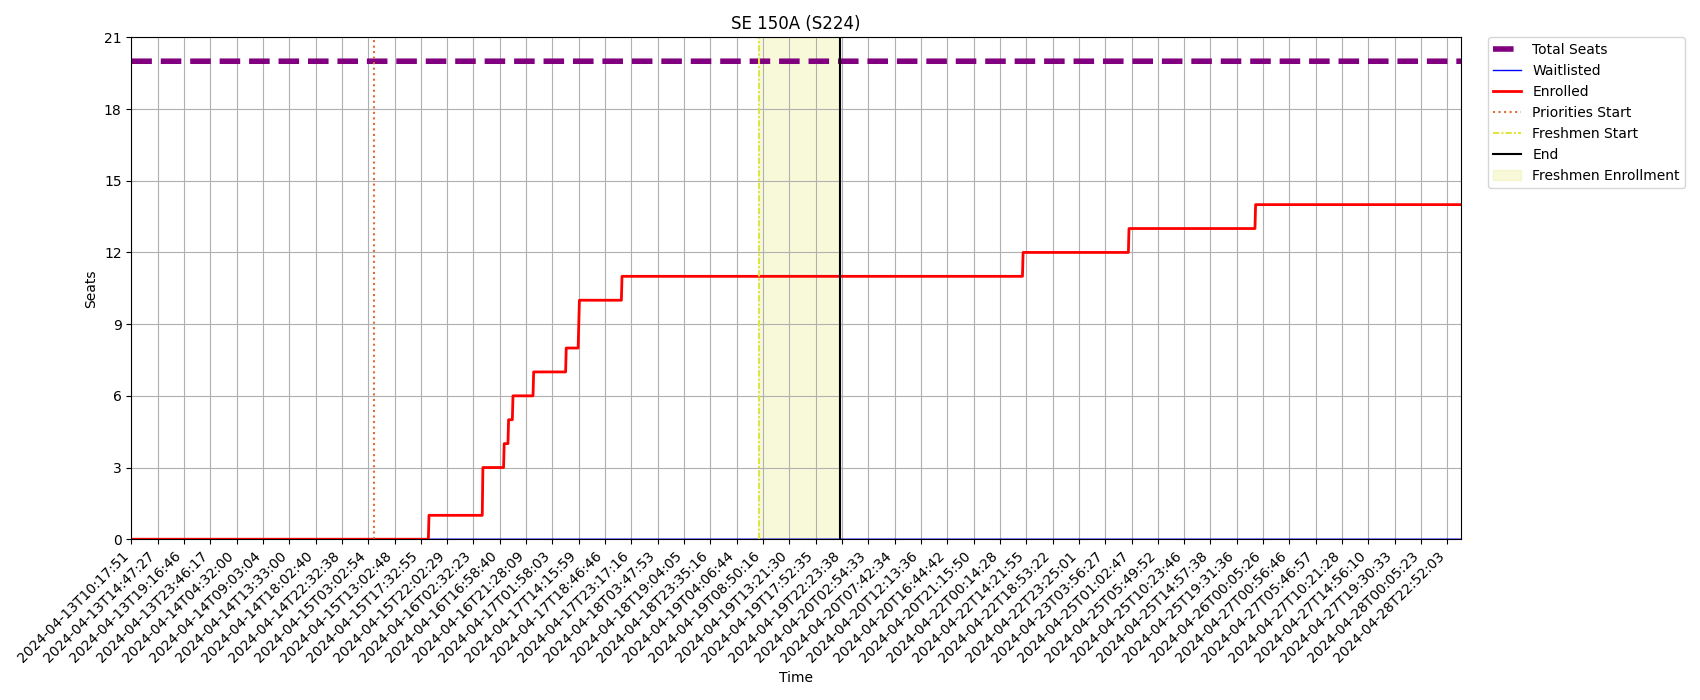 SE 150A (S224)
21
18
15
12
9
6
3
0
Seats
2024-04-13T10:17:51
2024-04-13T14:47:27
2024-04-13T19:16:46
2024-04-13T23:46:17
2024-04-14T04:32:00
2024-04-14T09:03:04
2024-04-14T13:33:00
2024-04-14T18:02:40
2024-04-14T22:32:38
2024-04-15T03:02:54
2024-04-15T13:02:48
2024-04-15T17:32:55
2024-04-15T22:02:29
2024-04-16T02:32:23
2024-04-16T16:58:40
2024-04-16T21:28:09
2024-04-17T01:58:03
2024-04-17T14:15:59
2024-04-17T18:46:46
2024-04-17T23:17:16
2024-04-18T03:47:53
2024-04-18T19:04:05
2024-04-18T23:35:16
2024-04-19T04:06:44
2024-04-19T08:50:16
2024-04-19T13:21:30
2024-04-19T17:52:35
2024-04-19T22:23:38
2024-04-20T02:54:33
2024-04-20T07:42:34
2024-04-20T12:13:36
2024-04-20T16:44:42
2024-04-20T21:15:50
2024-04-22T00:14:28
2024-04-22T14:21:55
2024-04-22T18:53:22
2024-04-22T23:25:01
2024-04-23T03:56:27
2024-04-25T01:02:47
2024-04-25T05:49:52
2024-04-25T10:23:46
2024-04-25T14:57:38
2024-04-25T19:31:36
2024-04-26T00:05:26
2024-04-27T00:56:46
2024-04-27T05:46:57
2024-04-27T10:21:28
2024-04-27T14:56:10
2024-04-27T19:30:33
2024-04-28T00:05:23
2024-04-28T22:52:03
Time
Total Seats
Waitlisted
Enrolled
Priorities Start
Freshmen Start
End
Freshmen Enrollment